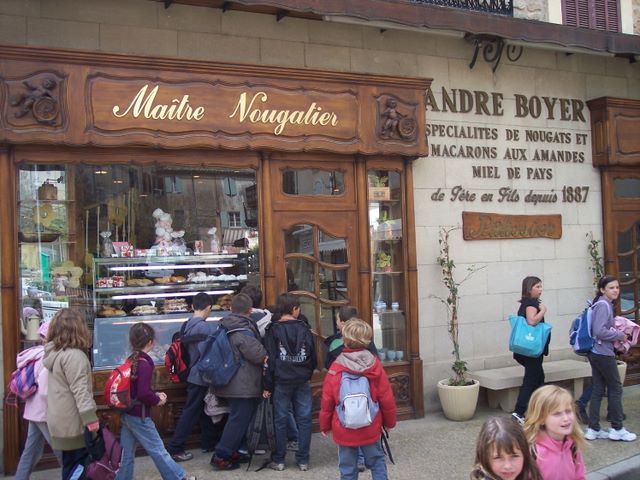 Maître Nougatier
ANDRE BOYER
SPECIALITES DE NOUGATS ET
MACARONS AUX AMANDES
MIEL DE PAYS
de Père en Fils depuis 1887